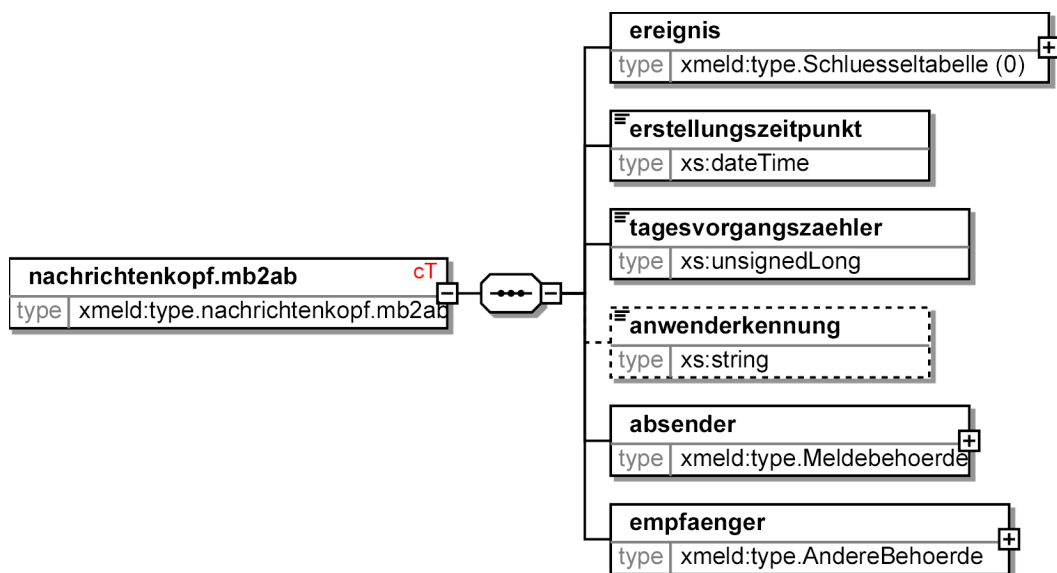 ereignis
type xmeld:type.Schluesseltabelle (0)
erstellungszeitpunkt
type xs:dateTime
tagesvorgangszaehler
type xs:unsignedLong
nachrichtenkopf.mb2ab cT
type xmeld:type.nachrichtenkopf.mb2ab
anwenderkennung
type xs:string
absender
type xmeld:type.Meldebehoerde
empfaenger
type xmeld:type.AndereBehoerde